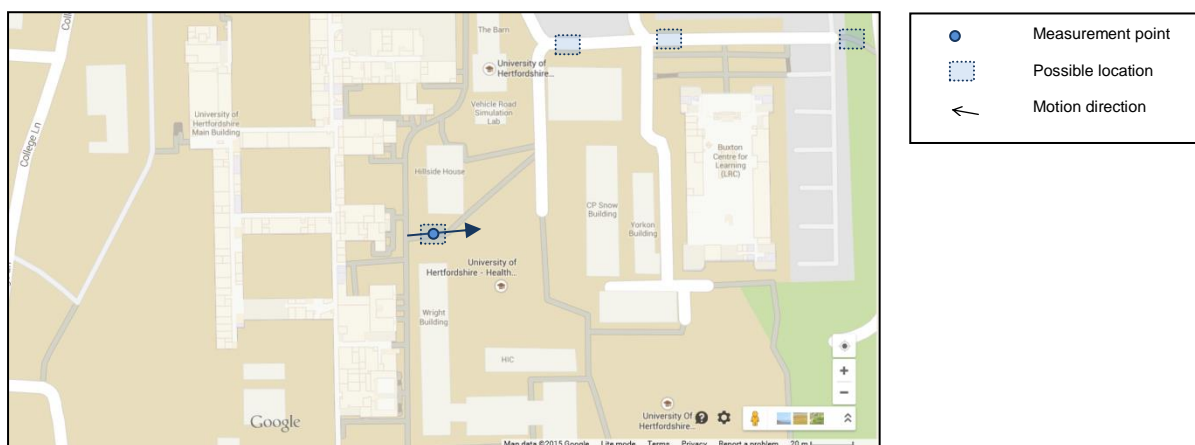 The Barn
University of
Hertfordshire...
Vehicle Road
Simulation
Lab
University of
Hertfordshire
Main Building
College Ln
College
Hillside House
Buxton
Centre for
Learning
(LRC)
CP Snow
Building
Yorkon
Building
University of
Hertfordshire - Health...
Wright
Building
HIC
Google
University Of
Hertfordshire...
Map data ©2015 Google
Lite mode
Terms
Privacy
Report a problem
20 m
+
−
Measurement point
Possible location
Motion direction